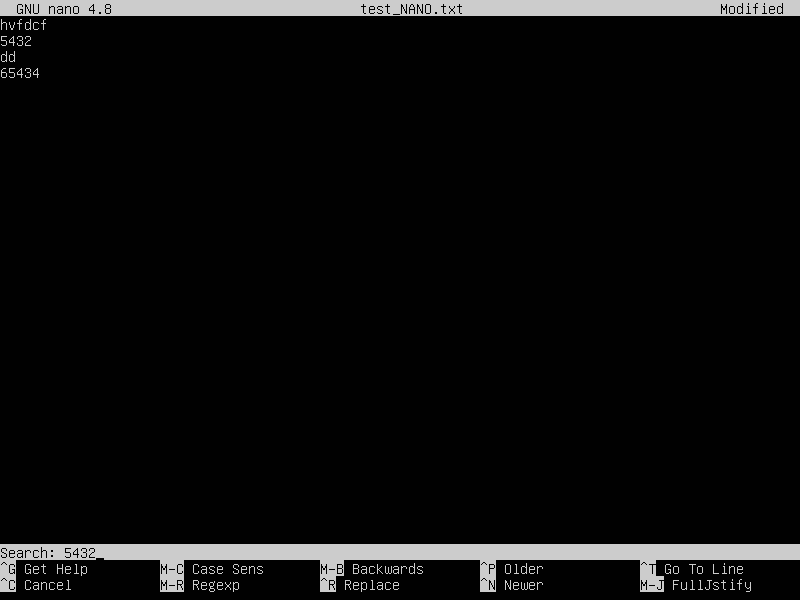 GNU nano 4.8 test_NANO.txt Modified
hvfdcf
5432
dd
65434
Search: 5432
^G Get Help M-C Case Sens M-B Backwards ^P Older ^T Go To Line
^C Cancel M-R Regexp ^R Replace ^N Newer M-J FullJstify